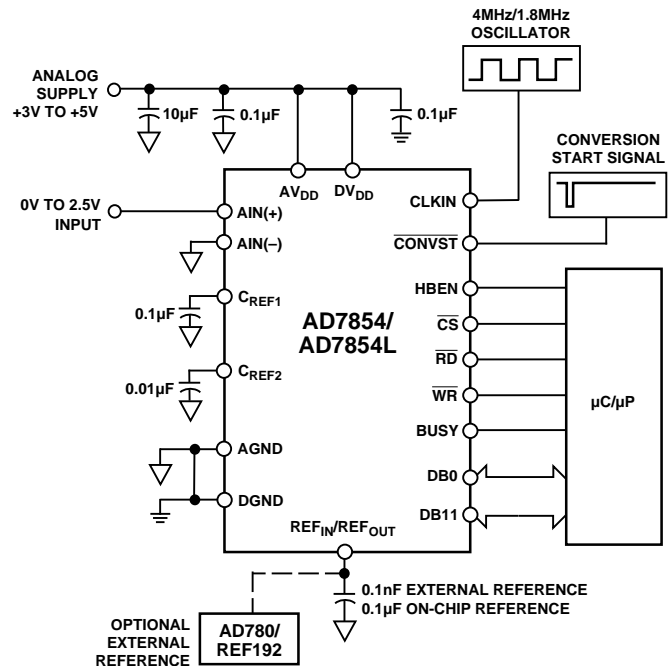 4MHz/1.8MHz
OSCILLATOR
ANALOG
SUPPLY
+3V TO +5V
10µF
0.1µF
0.1µF
CONVERSION
START SIGNAL
AVDD
DVDD
CLKIN
0V TO 2.5V
INPUT
AIN(+)
AIN(–)
CONVST
HBEN
CREF1
0.1µF
AD7854/
AD7854L
CS
RD
CREF2
0.01µF
WR
µC/µP
BUSY
AGND
DB0
DGND
DB11
REFIN/REFOUT
0.1nF EXTERNAL REFERENCE
0.1µF ON-CHIP REFERENCE
OPTIONAL
EXTERNAL
REFERENCE
AD780/
REF192